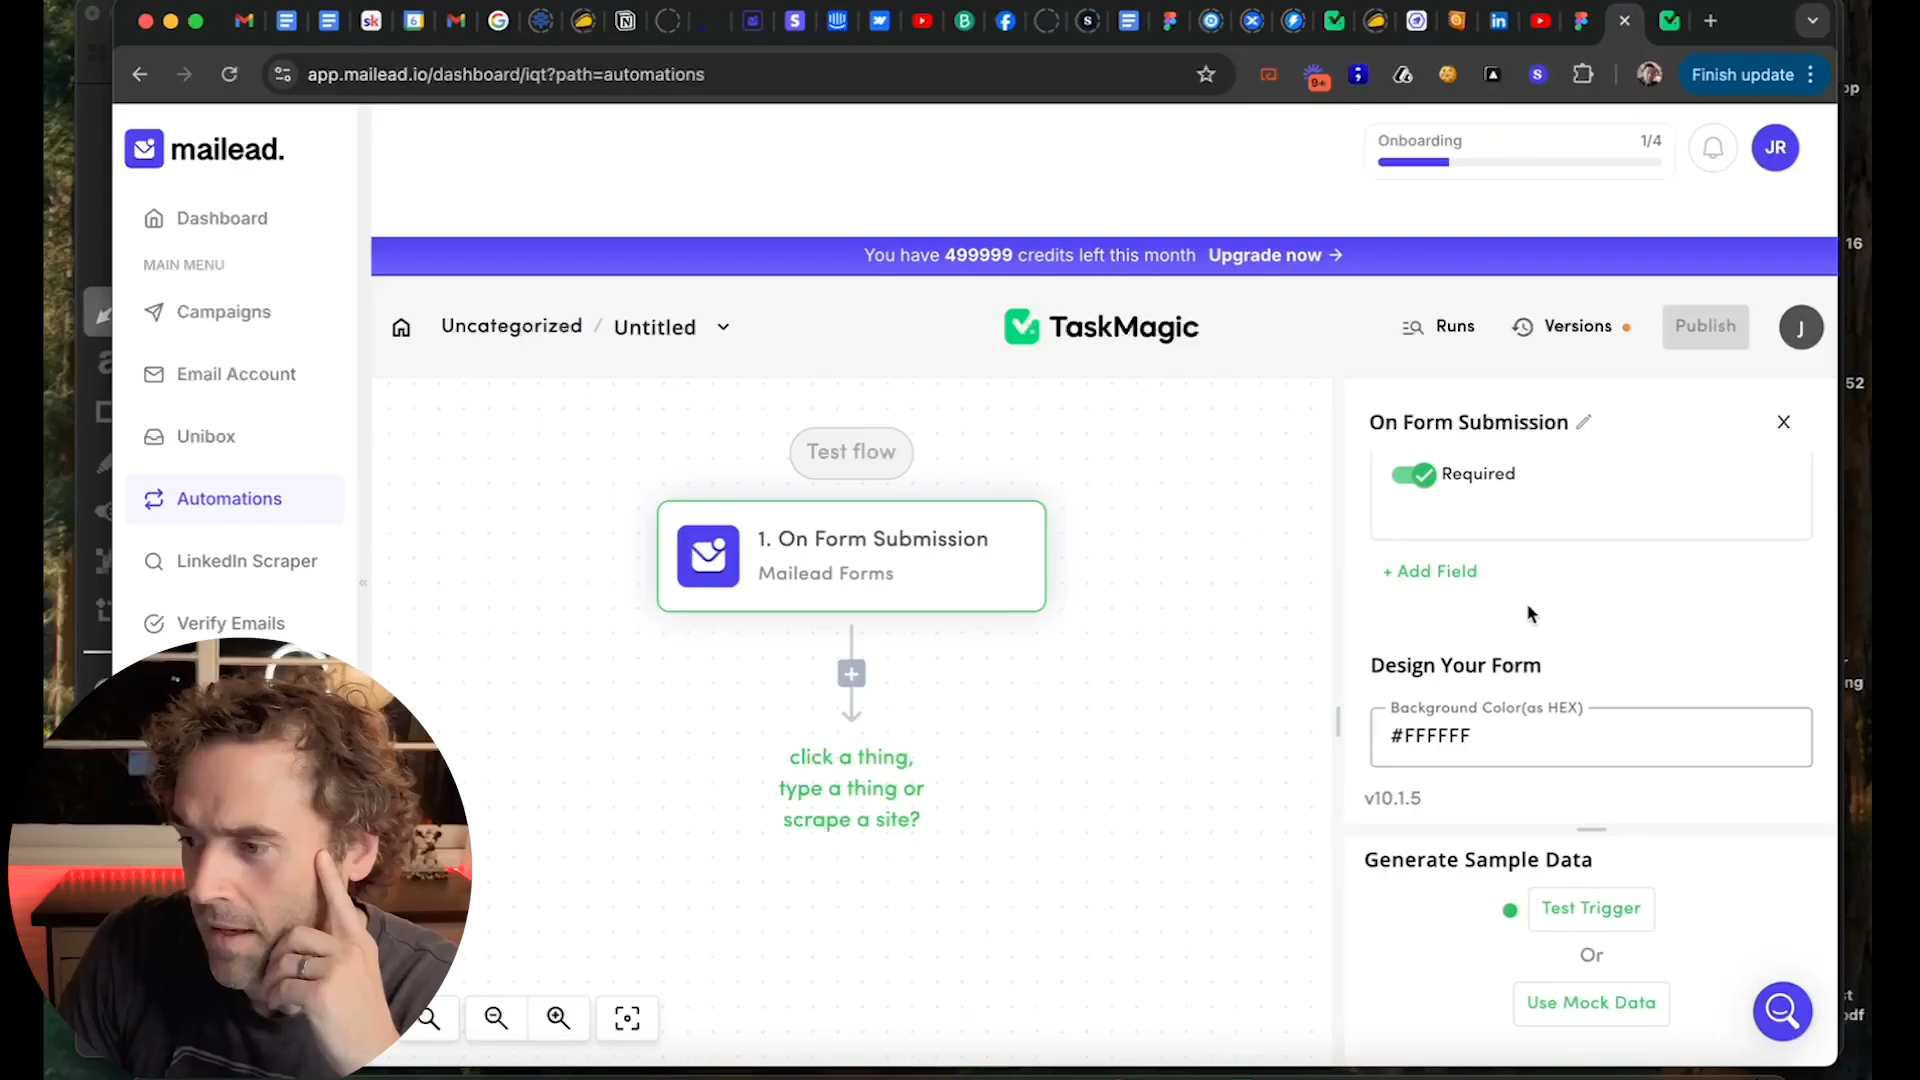 app.mailead.io/dashboard/iqt?path=automations
9+
Finish update
mailead.
Onboarding
1/4
JR
Dashboard
MAIN MENU
Campaigns
Email Account
Unibox
Automations
LinkedIn Scraper
Verify Emails
You have 499999 credits left this month Upgrade now →
Uncategorized / Untitled
TaskMagic
Runs
Versions
Publish
J
Test flow
1. On Form Submission
Mailead Forms
click a thing,
type a thing or
scrape a site?
On Form Submission
Required
+ Add Field
Design Your Form
Background Color(as HEX)
#FFFFFF
v10.1.5
Generate Sample Data
Test Trigger
Or
Use Mock Data
16
52